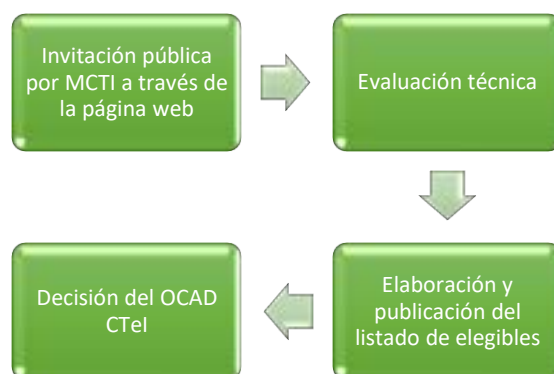 Invitación pública
por MCTI a través de
la página web
Evaluación técnica
Elaboración y
publicación del
listado de elegibles
Decisión del OCAD
CTeI